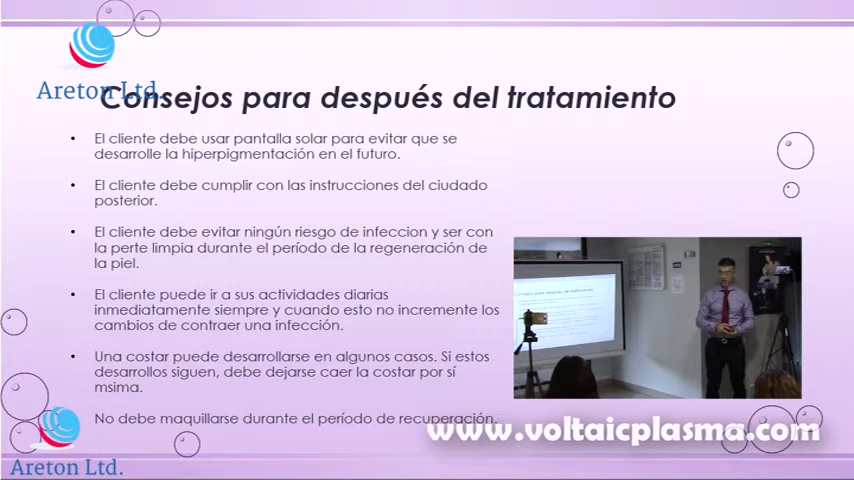 Areton Ltd.
Consejos para después del tratamiento
El cliente debe usar pantalla solar para evitar que se
desarrolle la hiperpigmentación en el futuro.
El cliente debe cumplir con las instrucciones del ciudado
posterior.
El cliente debe evitar ningún riesgo de infeccion y ser con
la perte limpia durante el período de la regeneración de
la piel.
El cliente puede ir a sus actividades diarias
inmediatamente siempre y cuando esto no incremente los
cambios de contraer una infección.
Una costar puede desarrollarse en algunos casos. Si estos
desarrollos siguen, debe dejarse caer la costar por sí
msima.
No debe maquillarse durante el período de recuperación.
www.voltaicplasma.com
Areton Ltd.
Consejos para después del tratamiento